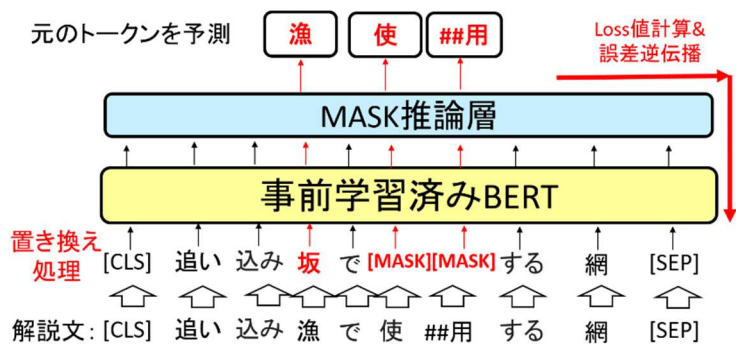 元のトークンを予測 漁 使 ##用
Loss値計算&
誤差逆伝播
MASK推論層
事前学習済みBERT
置き換え
処理
[CLS] 追い 込み 坂 で [MASK] [MASK] する 網 [SEP]
解説文: [CLS] 追い 込み 漁 で 使 ##用 する 網 [SEP]